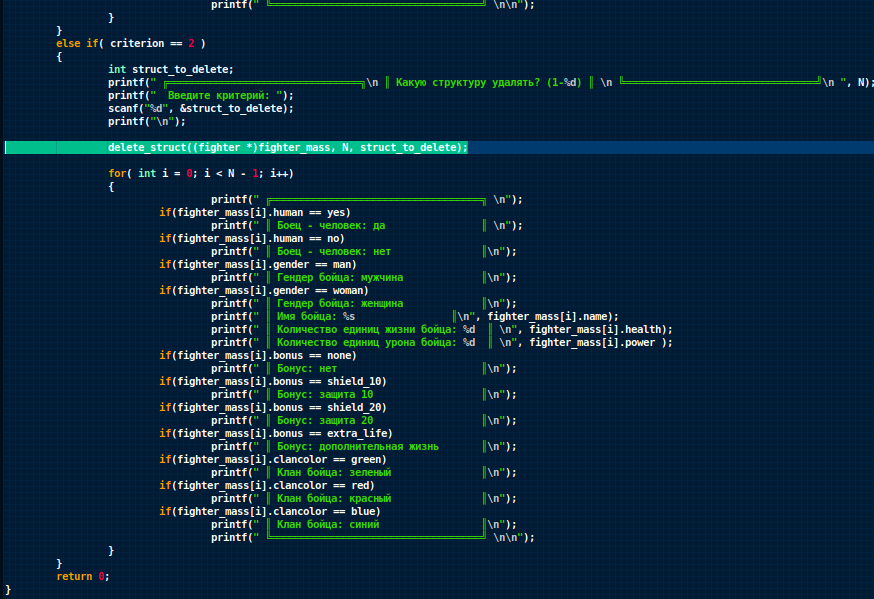 printf(" ╚════════════════════════════════════╝ \n\n");
}
}
else if( criterion == 2 )
{
int struct_to_delete;
printf(" ╔═════════════════════════════════╗\n ║ Какую структуру удалять? (1-%d) ║ \n ╚═════════════════════════════════╝\n ", N);
printf("  Введите критерий: ");
scanf("%d", &struct_to_delete);
printf("\n");
delete_struct((fighter *)fighter_mass, N, struct_to_delete);
for( int i = 0; i < N - 1; i++)
{
printf(" ╔════════════════════════════════════╗ \n");
if(fighter_mass[i].human == yes)
printf(" ║ Боец - человек: да                ║ \n");
if(fighter_mass[i].human == no)
printf(" ║ Боец - человек: нет               ║\n");
if(fighter_mass[i].gender == man)
printf(" ║ Гендер бойца: мужчина             ║\n");
if(fighter_mass[i].gender == woman)
printf(" ║ Гендер бойца: женщина             ║\n");
printf(" ║ Имя бойца: %s                ║\n", fighter_mass[i].name);
printf(" ║ Количество единиц жизни бойца: %d  ║ \n", fighter_mass[i].health);
printf(" ║ Количество единиц урона бойца: %d  ║ \n", fighter_mass[i].power );
if(fighter_mass[i].bonus == none)
printf(" ║ Бонус: нет                        ║\n");
if(fighter_mass[i].bonus == shield_10)
printf(" ║ Бонус: защита 10                  ║\n");
if(fighter_mass[i].bonus == shield_20)
printf(" ║ Бонус: защита 20                  ║\n");
if(fighter_mass[i].bonus == extra_life)
printf(" ║ Бонус: дополнительная жизнь       ║\n");
if(fighter_mass[i].clancolor == green)
printf(" ║ Клан бойца: зеленый               ║\n");
if(fighter_mass[i].clancolor == red)
printf(" ║ Клан бойца: красный               ║\n");
if(fighter_mass[i].clancolor == blue)
printf(" ║ Клан бойца: синий                 ║\n");
printf(" ╚════════════════════════════════════╝ \n\n");
}
}
return 0;
}